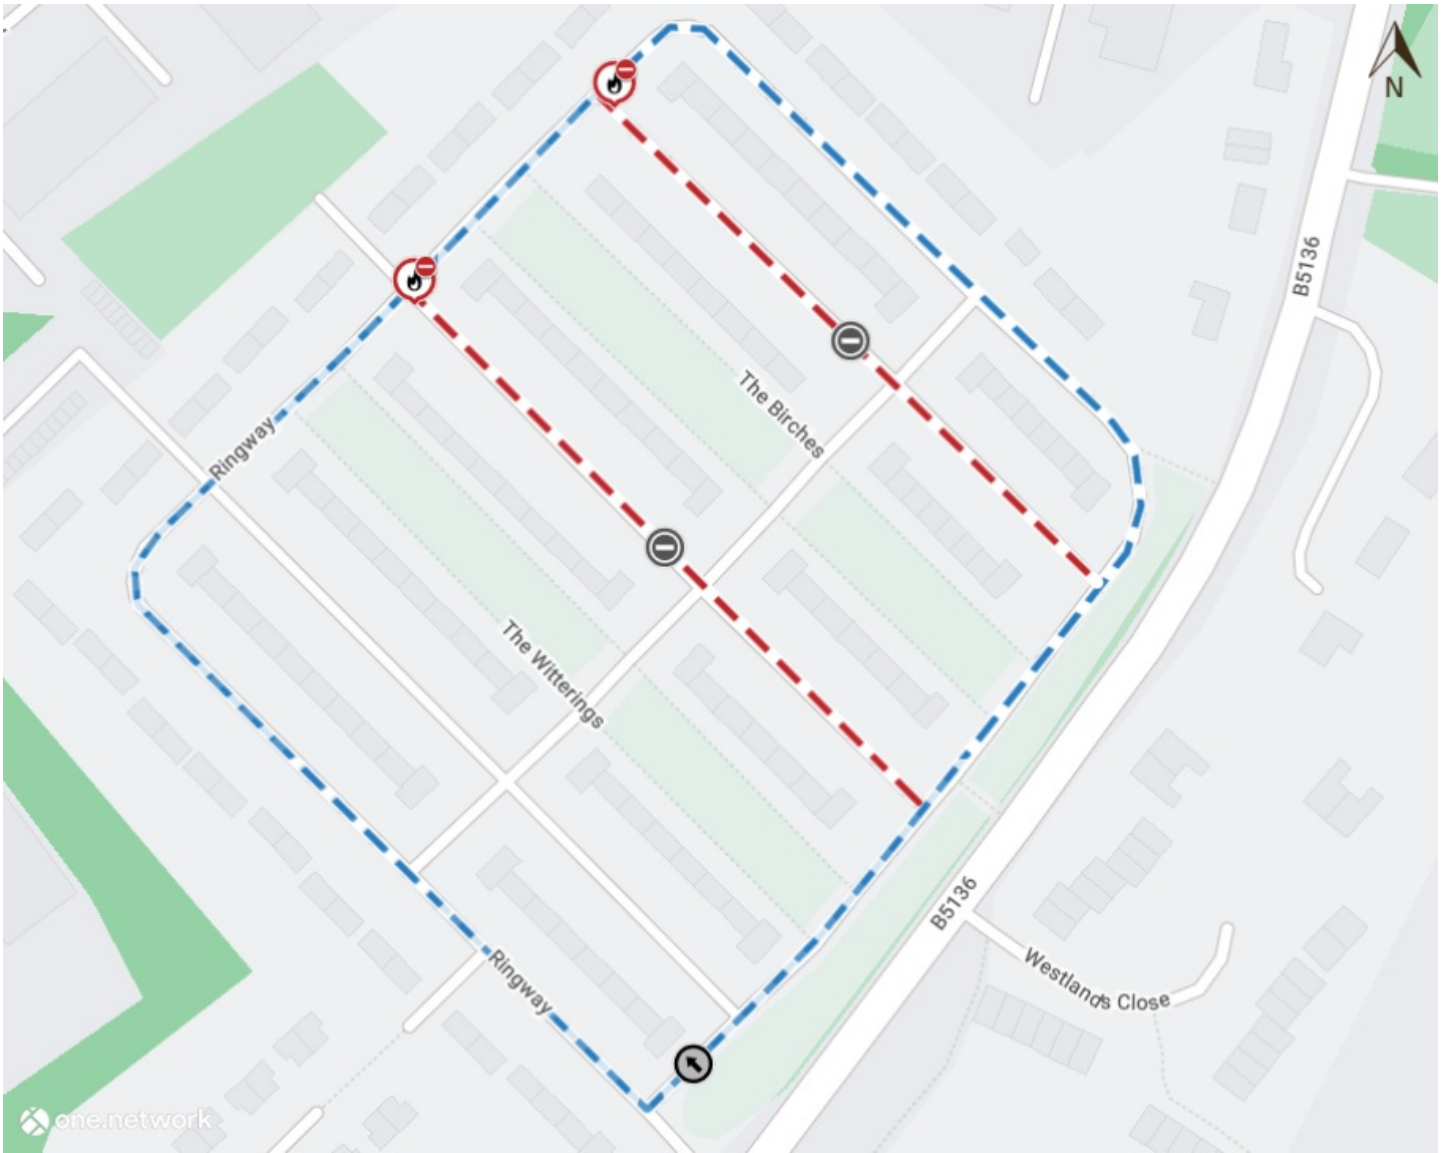 N
B5136
The Birches
Ringway
The Witterings
B5136
Ringway
Westlands Close
one.network